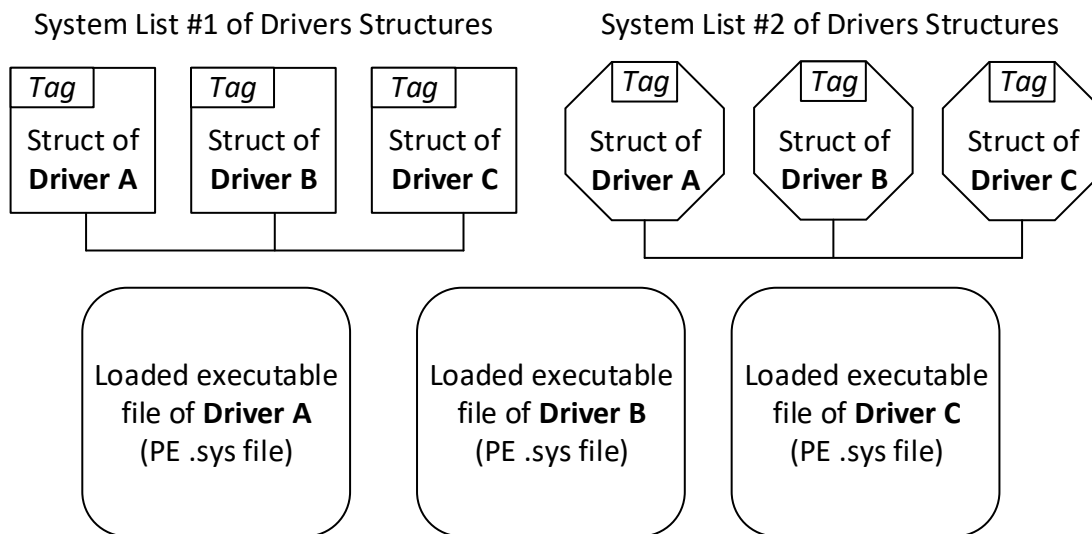 System List #1 of Drivers Structures
System List #2 of Drivers Structures
Tag
Struct of
Driver A
Tag
Struct of
Driver B
Tag
Struct of
Driver C
Tag
Struct of
Driver A
Tag
Struct of
Driver B
Tag
Struct of
Driver C
Loaded executable
file of Driver A
(PE .sys file)
Loaded executable
file of Driver B
(PE .sys file)
Loaded executable
file of Driver C
(PE .sys file)